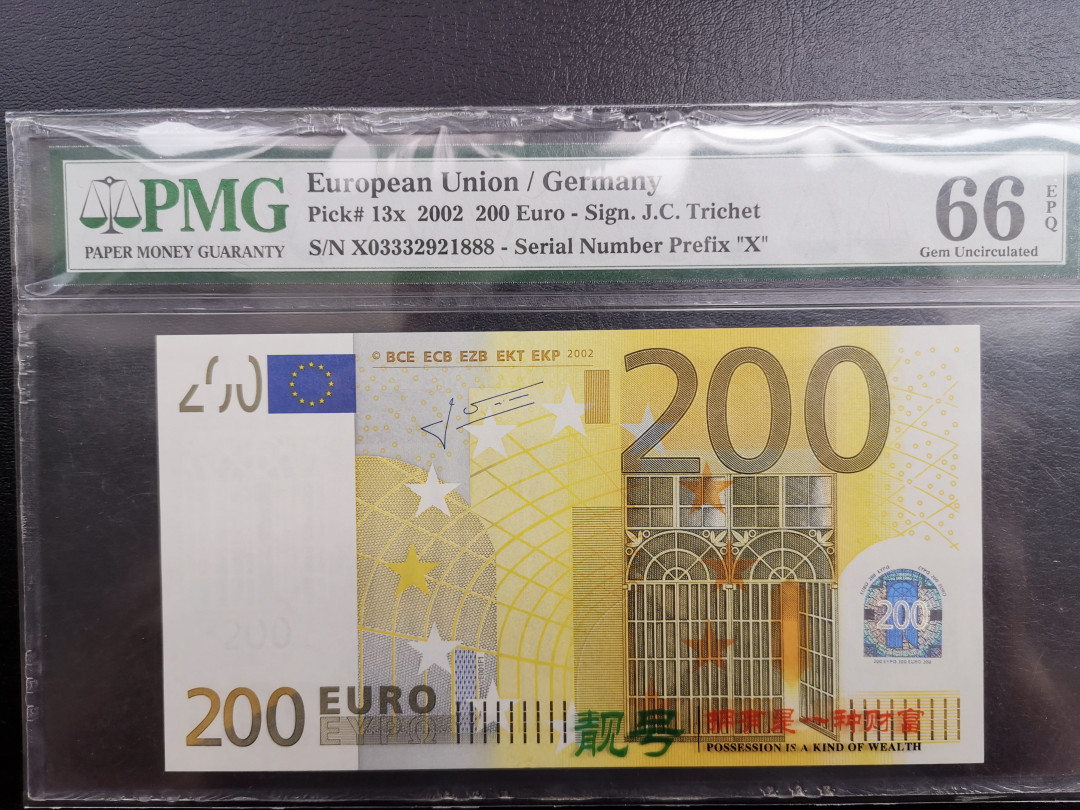 European Union / Germany
Pick# 13x 2002 200 Euro - Sign. J.C. Trichet
S/N X03332921888 - Serial Number Prefix "X"
PMG
PAPER MONEY GUARANTY
66
EPQ
Gem Uncirculated
© BCE ECB EZB EKT EKP 2002
200
200
200 EURO
ΕΥΡΩ
靓号
拥有是一种财富
POSSESSION IS A KIND OF WEALTH